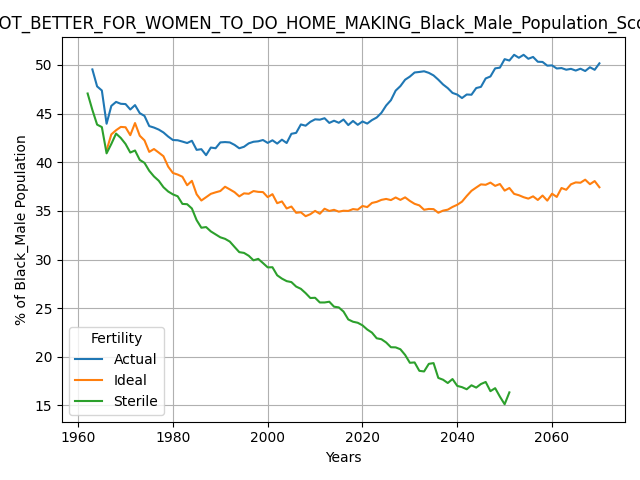 OT_BETTER_FOR_WOMEN_TO_DO_HOME_MAKING_Black_Male_Population_Sco
% of Black_Male Population
50
45
40
35
30
25
20
15
Fertility
Actual
Ideal
Sterile
1960 1980 2000 2020 2040 2060
Years